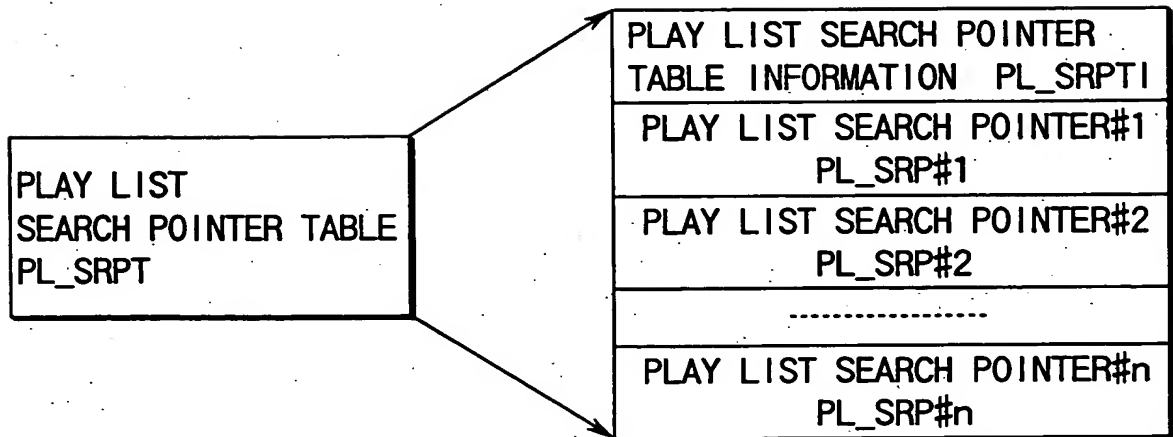 PLAY LIST
SEARCH POINTER TABLE
PL_SRPT
PLAY LIST SEARCH POINTER
TABLE INFORMATION PL_SRPTI
PLAY LIST SEARCH POINTER#1
PL_SRP#1
PLAY LIST SEARCH POINTER#2
PL_SRP#2
------------------
PLAY LIST SEARCH POINTER#n
PL_SRP#n